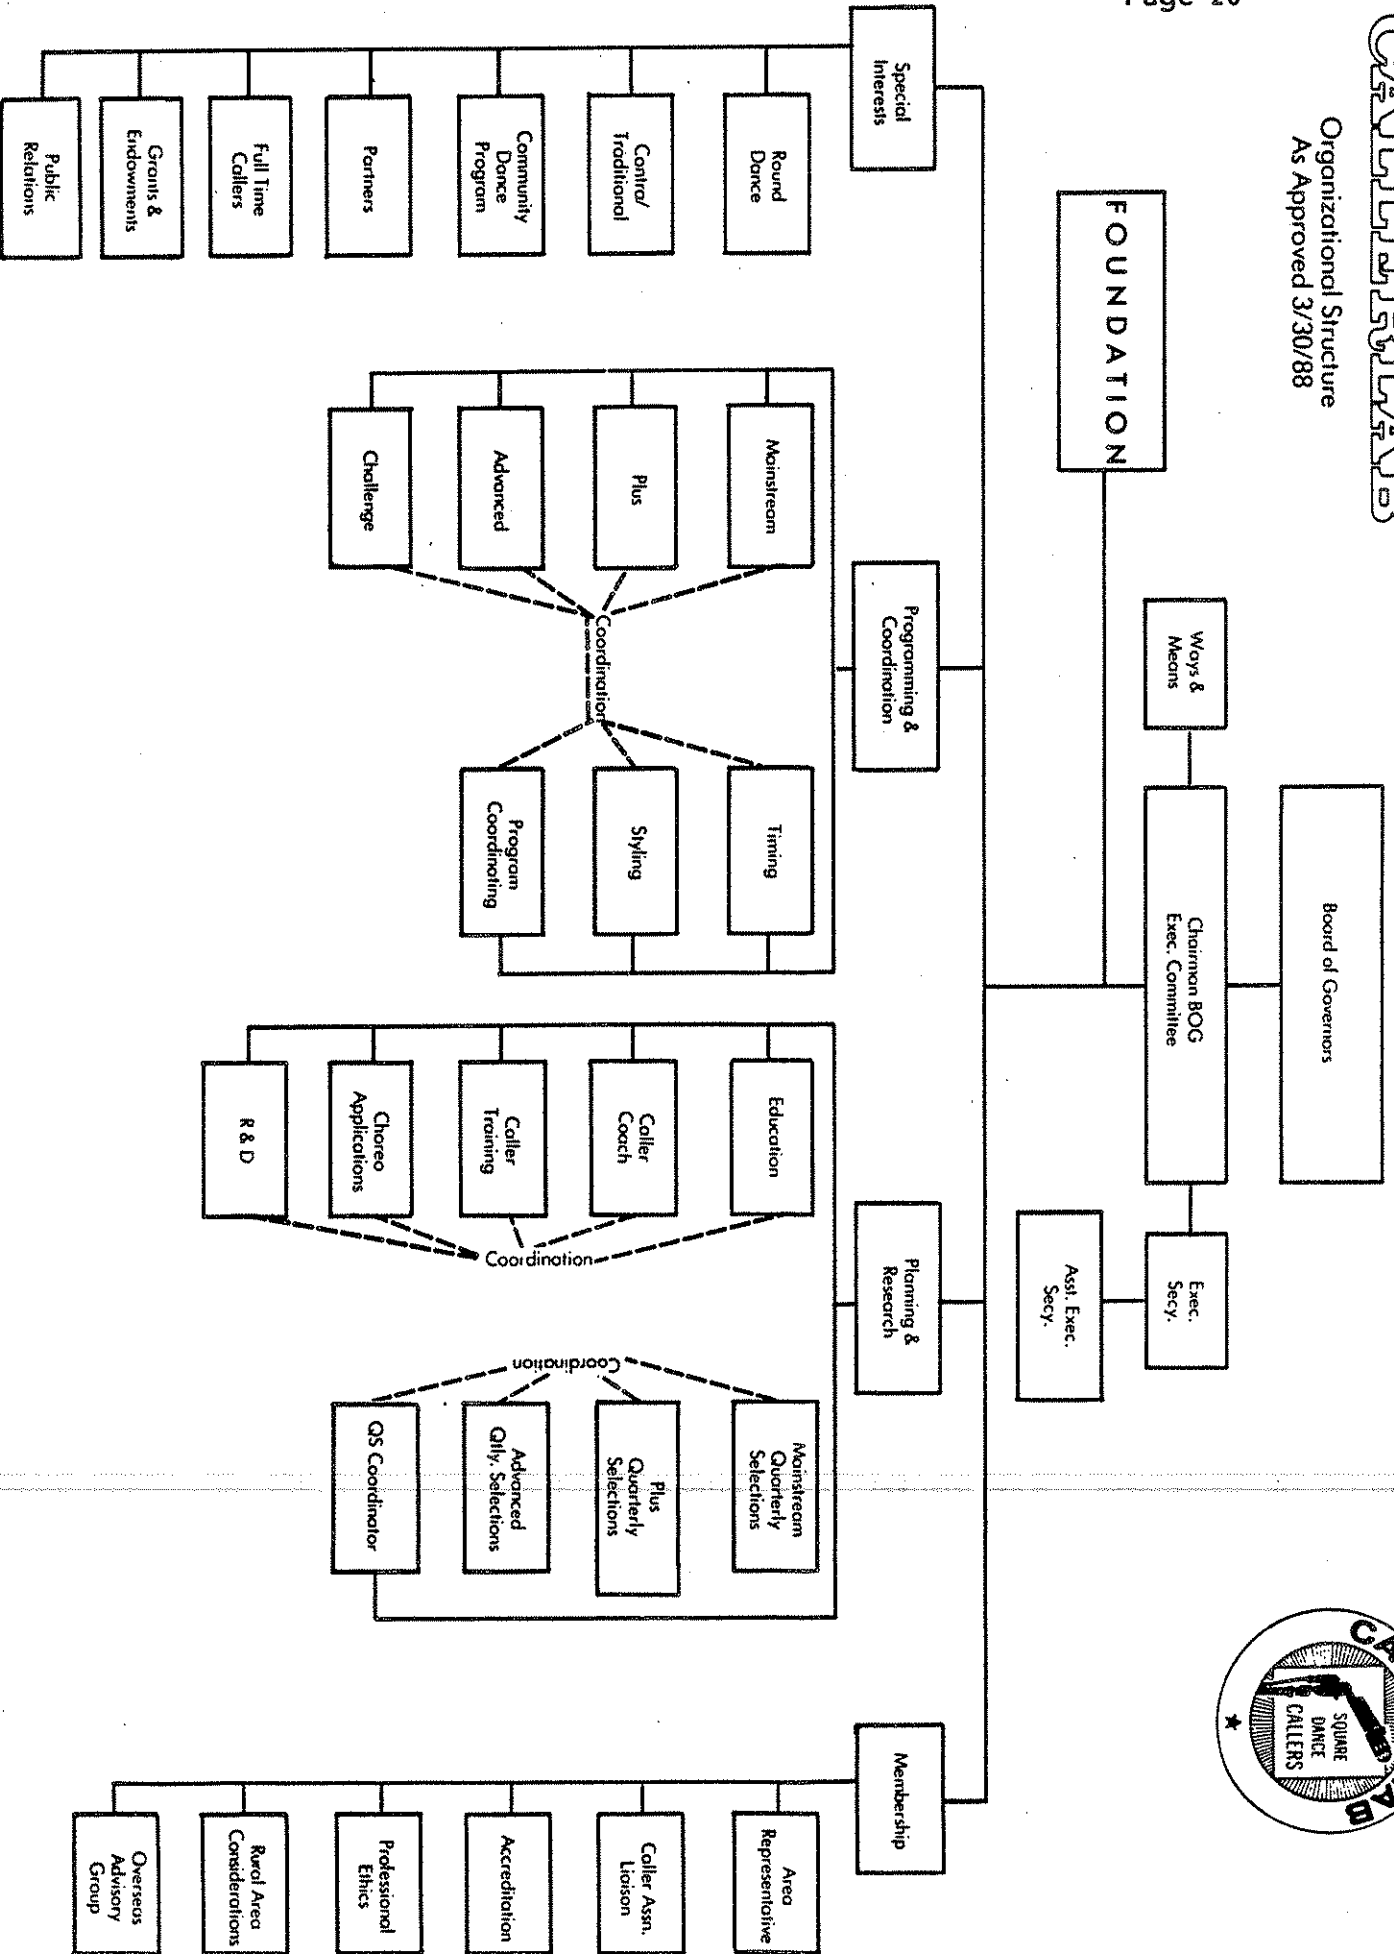 Page 20
CALLERLAB
Organizational Structure
As Approved 3/30/88
Board of Governors
Ways &
Means
Chairman BOG
Exec. Committee
Exec.
Secy.
Asst. Exec.
Secy.
FOUNDATION
Special
Interests
Programming &
Coordination
Planning &
Research
Membership
Round
Dance
Contra/
Traditional
Community
Dance
Program
Partners
Full Time
Callers
Grants &
Endowments
Public
Relations
Mainstream
Plus
Advanced
Challenge
Coordination
Timing
Styling
Program
Coordinating
Education
Caller
Coach
Caller
Training
Choreo
Applications
R & D
Coordination
Coordination
Mainstream
Quarterly
Selections
Plus
Quarterly
Selections
Advanced
Qtly. Selections
QS Coordinator
Area
Representative
Caller Assn.
Liaison
Accreditation
Professional
Ethics
Rural Area
Considerations
Overseas
Advisory
Group
SQUARE
DANCE
CALLERS